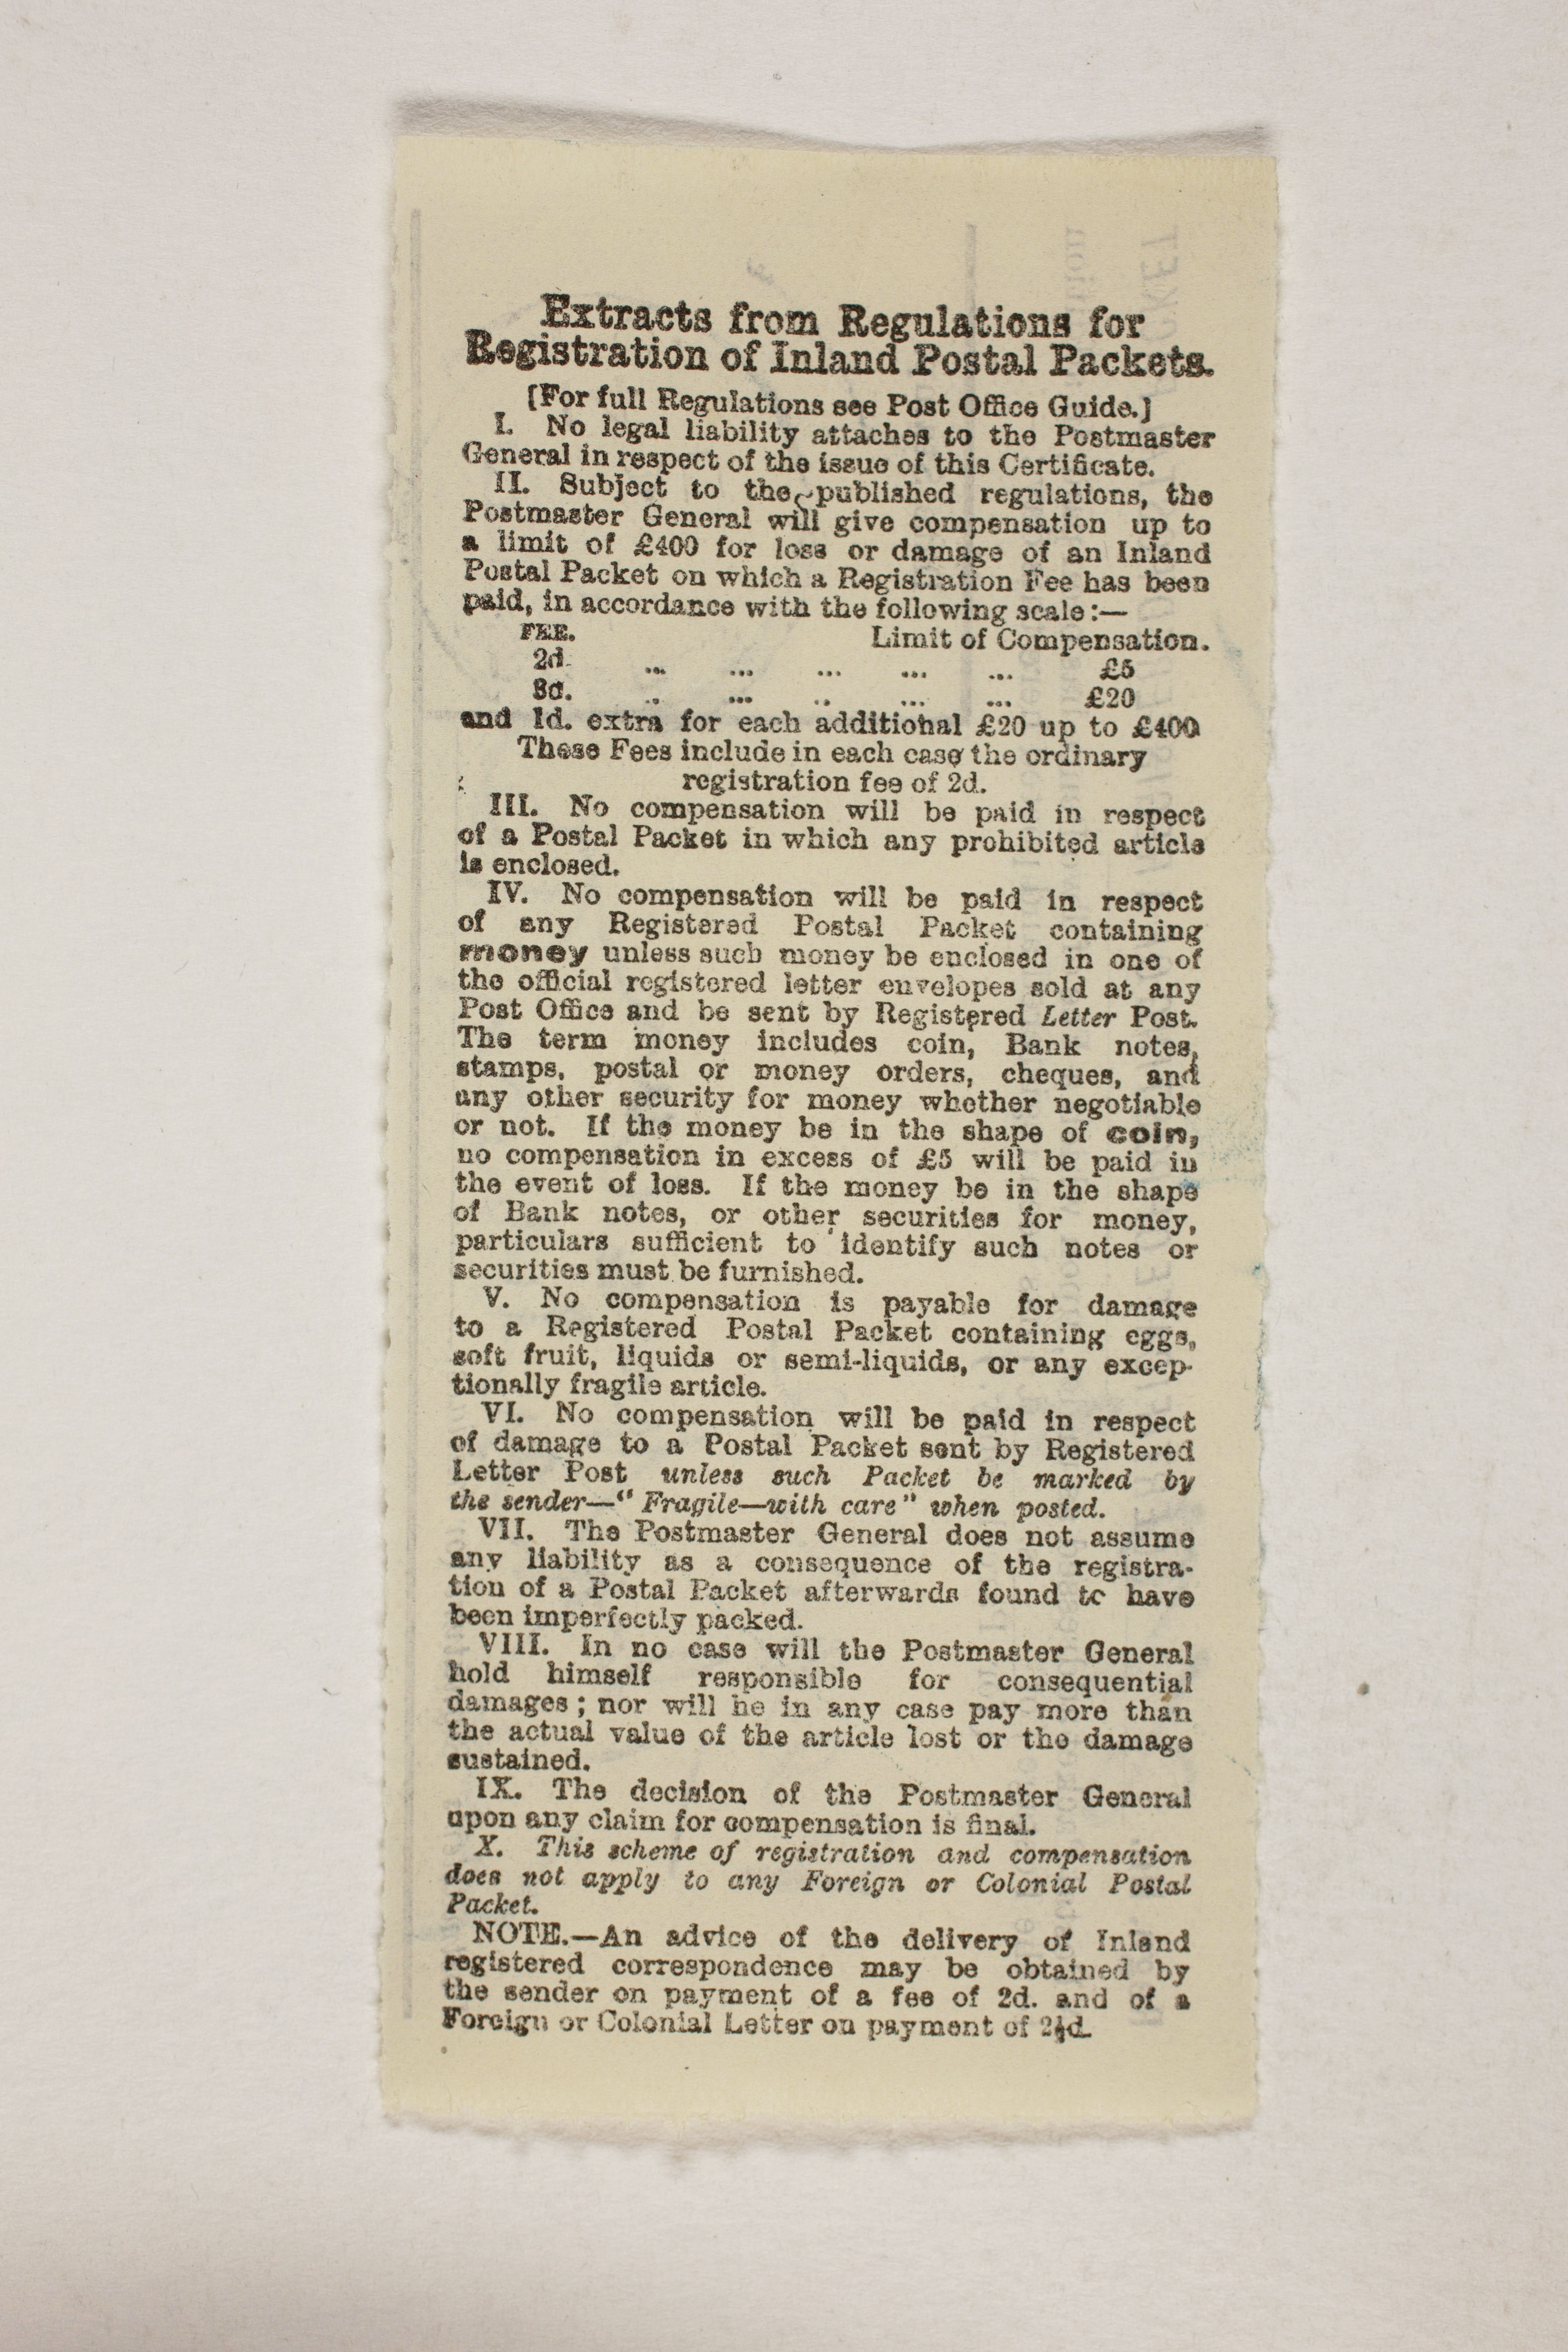 Extracts from Regulations for
Registration of Inland Postal Packets.
[For full Regulations see Post Office Guide.]
I. No legal liability attaches to the Postmaster
General in respect of the issue of this Certificate.
II. Subject to the published regulations, the
Postmaster General will give compensation up to
a limit of £400 for loss or damage of an Inland
Postal Packet on which a Registration Fee has been
paid, in accordance with the following scale:—
FEE. Limit of Compensation.
2d. ... ... ... ... ... £5
3d. ... ... ... ... ... £20
and 1d. extra for each additional £20 up to £400
These Fees include in each case the ordinary
registration fee of 2d.
III. No compensation will be paid in respect
of a Postal Packet in which any prohibited article
is enclosed.
IV. No compensation will be paid in respect
of any Registered Postal Packet containing
money unless such money be enclosed in one of
the official registered letter envelopes sold at any
Post Office and be sent by Registered Letter Post.
The term money includes coin, Bank notes,
stamps, postal or money orders, cheques, and
any other security for money whether negotiable
or not. If the money be in the shape of coin,
no compensation in excess of £5 will be paid in
the event of loss. If the money be in the shape
of Bank notes, or other securities for money,
particulars sufficient to identify such notes or
securities must be furnished.
V. No compensation is payable for damage
to a Registered Postal Packet containing eggs,
soft fruit, liquids or semi-liquids, or any excep-
tionally fragile article.
VI. No compensation will be paid in respect
of damage to a Postal Packet sent by Registered
Letter Post unless such Packet be marked by
the sender—“Fragile—with care” when posted.
VII. The Postmaster General does not assume
any liability as a consequence of the registra-
tion of a Postal Packet afterwards found to have
been imperfectly packed.
VIII. In no case will the Postmaster General
hold himself responsible for consequential
damages; nor will he in any case pay more than
the actual value of the article lost or the damage
sustained.
IX. The decision of the Postmaster General
upon any claim for compensation is final.
X. This scheme of registration and compensation
does not apply to any Foreign or Colonial Postal
Packet.
NOTE.—An advice of the delivery of Inland
registered correspondence may be obtained by
the sender on payment of a fee of 2d. and of a
Foreign or Colonial Letter on payment of 2½d.